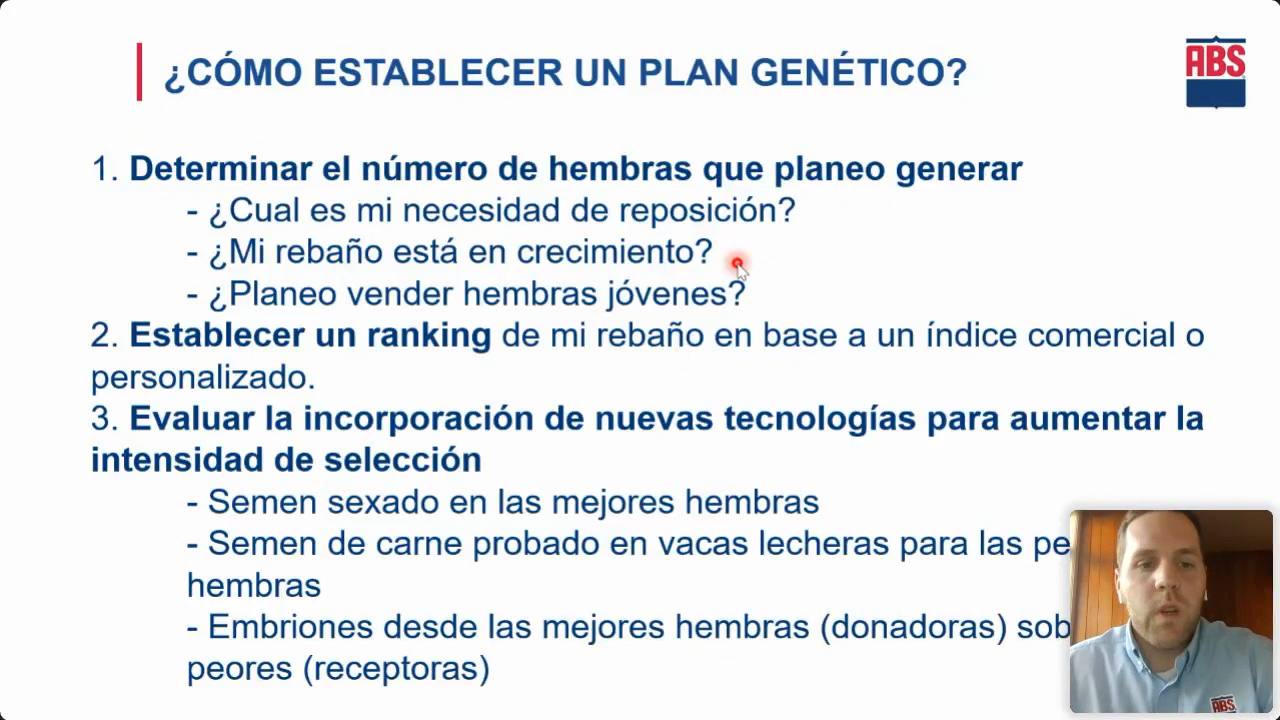 ¿CÓMO ESTABLECER UN PLAN GENÉTICO?
ABS
1. Determinar el número de hembras que planeo generar
- ¿Cual es mi necesidad de reposición?
- ¿Mi rebaño está en crecimiento?
- ¿Planeo vender hembras jóvenes?
2. Establecer un ranking de mi rebaño en base a un índice comercial o
personalizado.
3. Evaluar la incorporación de nuevas tecnologías para aumentar la
intensidad de selección
- Semen sexado en las mejores hembras
- Semen de carne probado en vacas lecheras para las
hembras
- Embriones desde las mejores hembras (donadoras)
peores (receptoras)
ABS